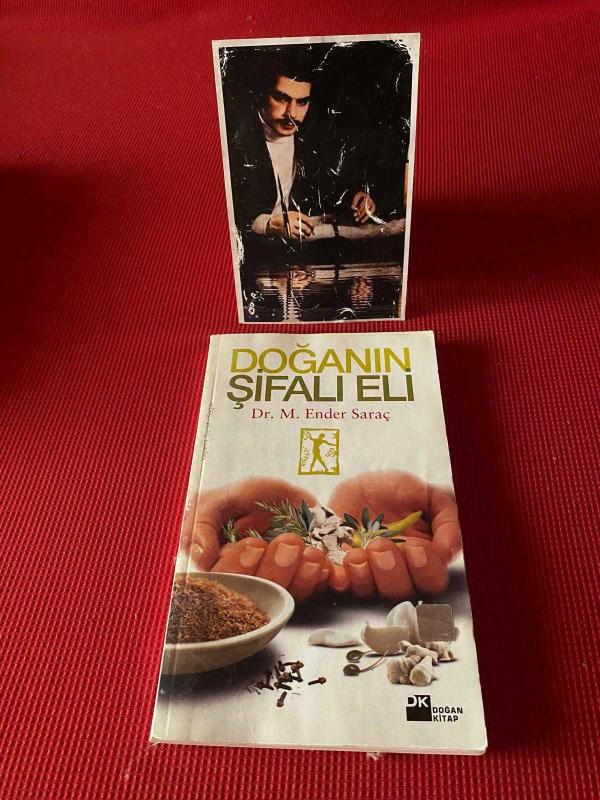 DOĞANIN
ŞİFALI ELİ
Dr. M. Ender Saraç
DK
DOĞAN
KİTAP